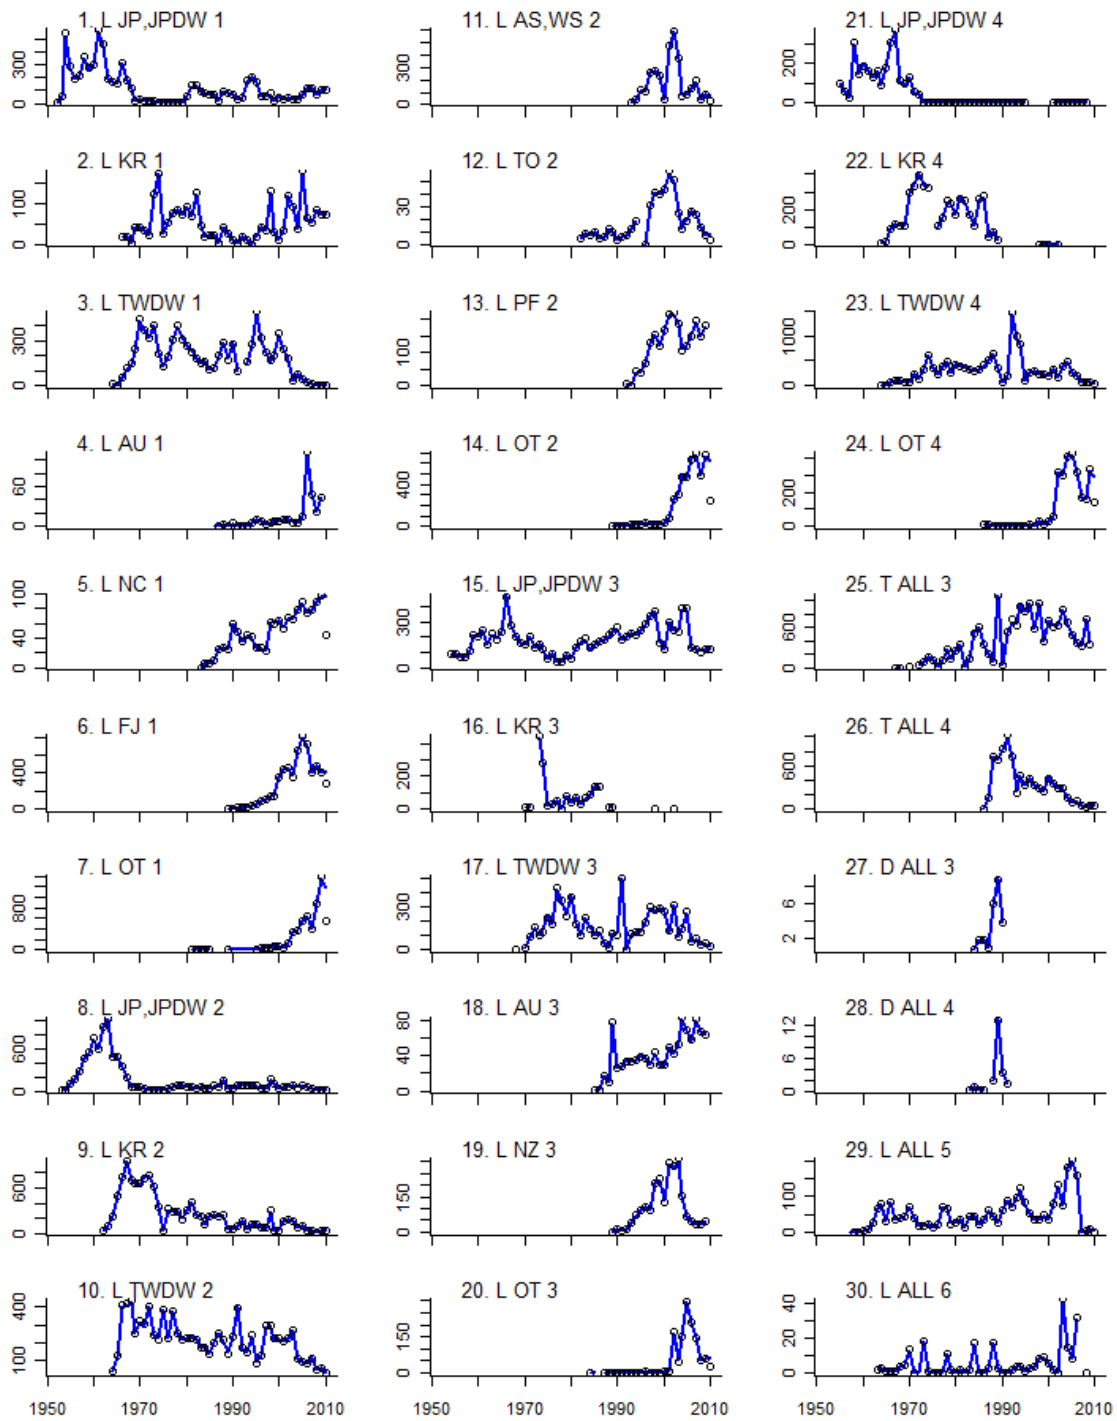 1. L JP,JPDW 1
300
0
2. L KR 1
100
0
3. L TWDW 1
300
0
4. L AU 1
60
0
5. L NC 1
100
40
0
6. L FJ 1
400
0
7. L OT 1
800
0
8. L JP,JPDW 2
600
0
9. L KR 2
600
0
10. L TWDW 2
400
100
1950 1970 1990 2010
11. L AS,WS 2
300
0
12. L TO 2
30
0
13. L PF 2
100
0
14. L OT 2
400
0
15. L JP,JPDW 3
300
0
16. L KR 3
200
0
17. L TWDW 3
300
0
18. L AU 3
80
40
0
19. L NZ 3
150
0
20. L OT 3
150
0
1950 1970 1990 2010
21. L JP,JPDW 4
200
0
22. L KR 4
200
0
23. L TWDW 4
1000
0
24. L OT 4
200
0
25. T ALL 3
600
0
26. T ALL 4
600
0
27. D ALL 3
6
2
28. D ALL 4
12
6
0
29. L ALL 5
100
0
30. L ALL 6
40
20
0
1950 1970 1990 2010